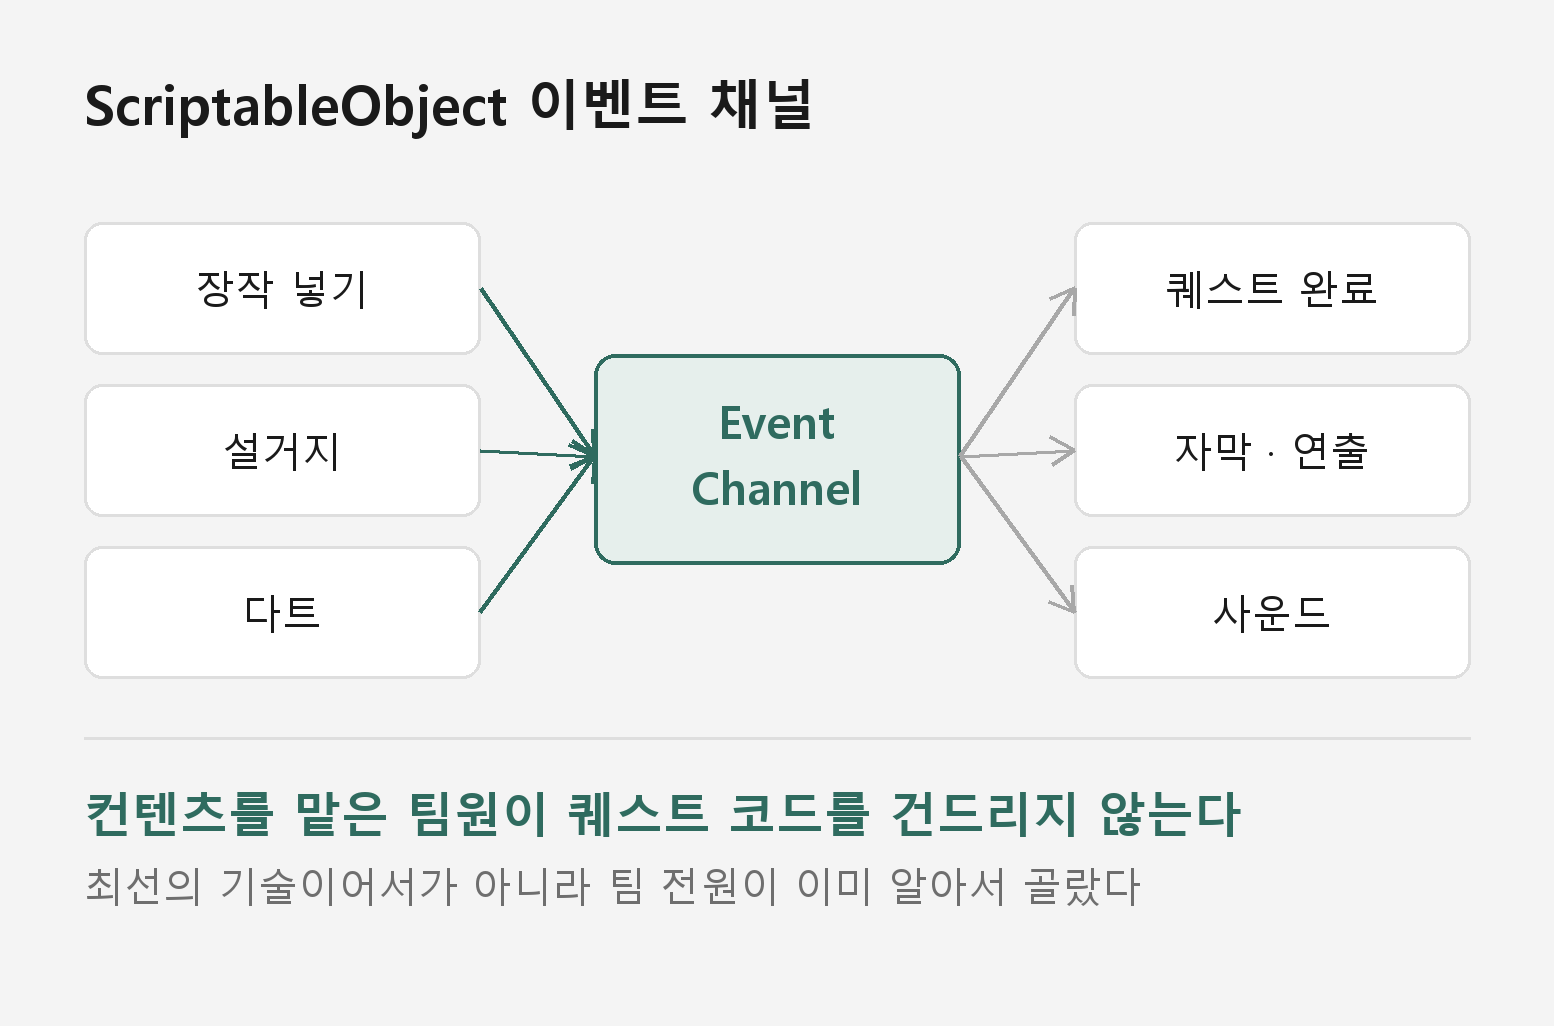 ScriptableObject 이벤트 채널
장작 넣기
설거지
다트
Event
Channel
퀘스트 완료
자막 · 연출
사운드
컨텐츠를 맡은 팀원이 퀘스트 코드를 건드리지 않는다
최선의 기술이어서가 아니라 팀 전원이 이미 알아서 골랐다